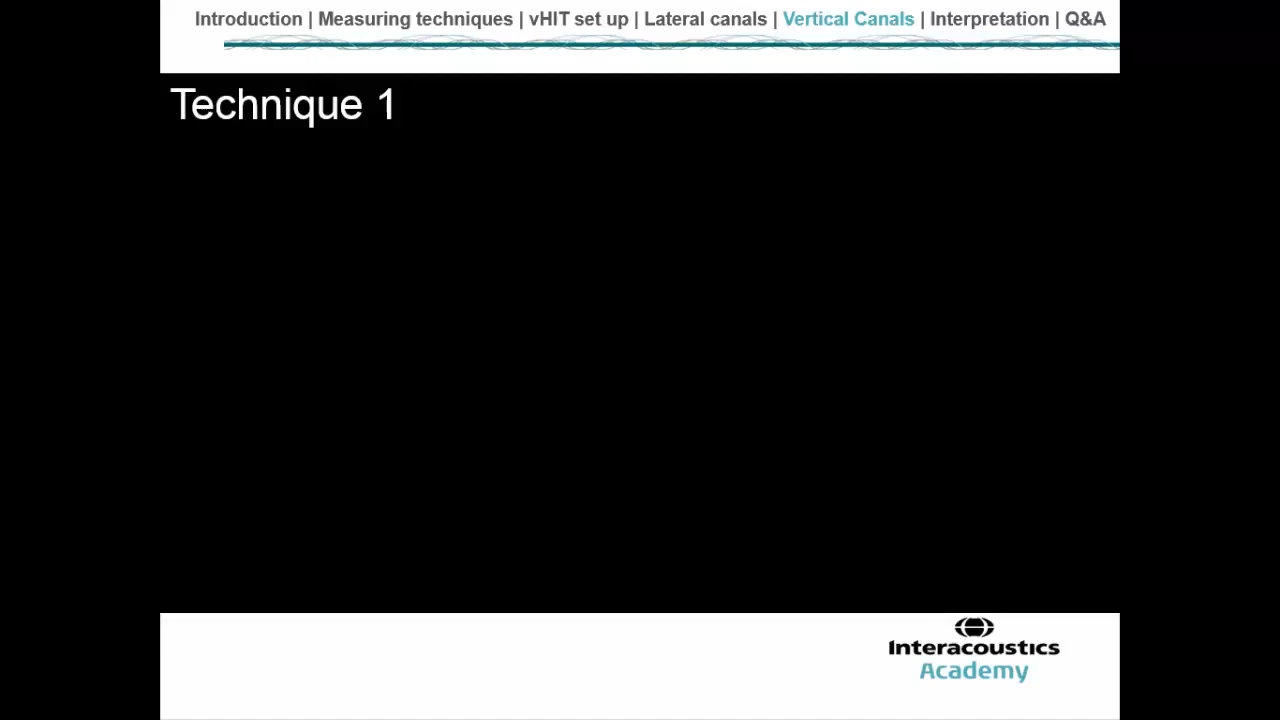 Introduction | Measuring techniques | vHIT set up | Lateral canals | Vertical Canals | Interpretation | Q&A
Technique 1
Interacoustics
Academy